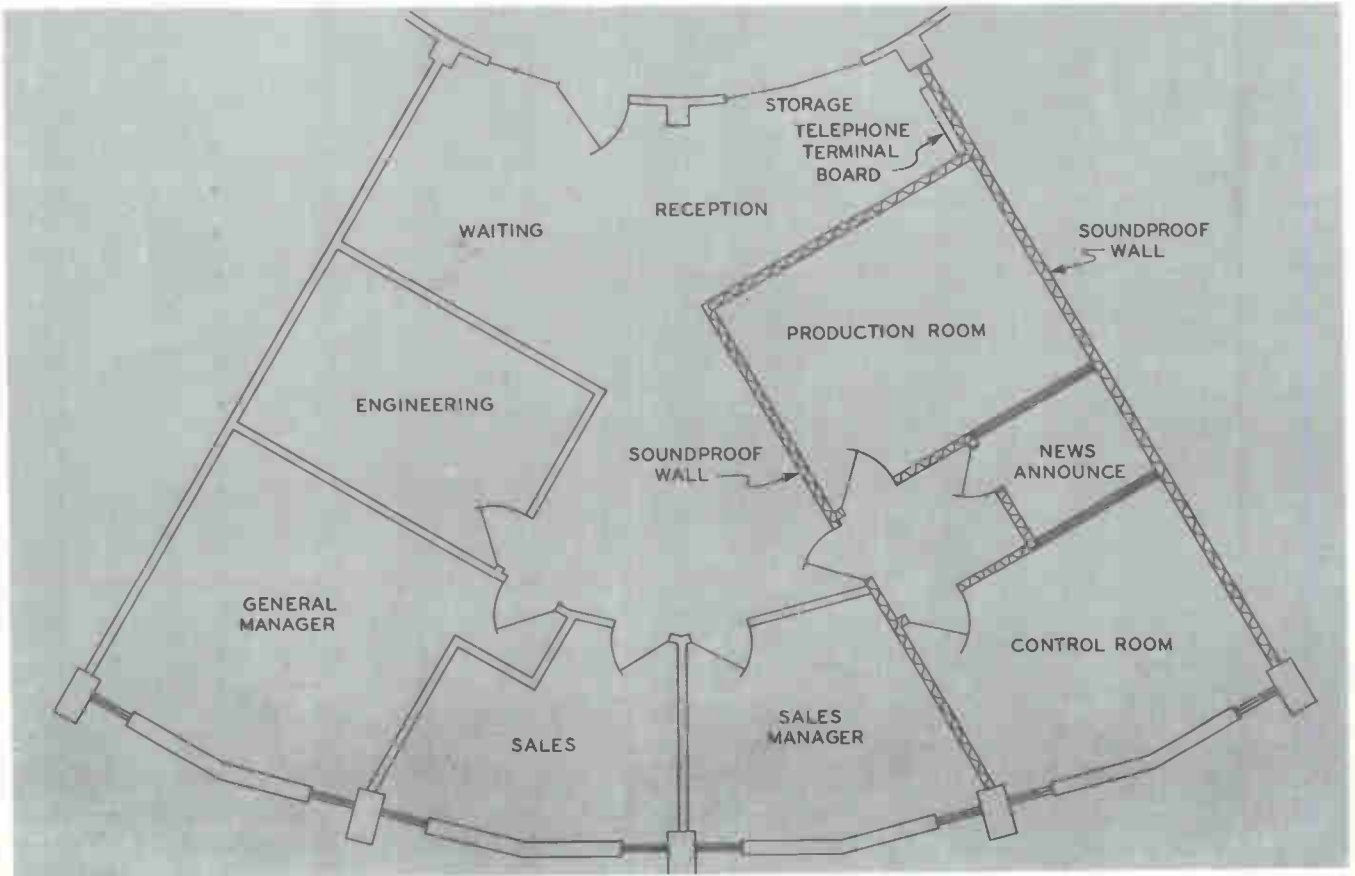 STORAGE
TELEPHONE
TERMINAL
BOARD
RECEPTION
WAITING
SOUNDPROOF
WALL
PRODUCTION ROOM
ENGINEERING
SOUNDPROOF
WALL
NEWS
ANNOUNCE
GENERAL
MANAGER
CONTROL ROOM
SALES
MANAGER
SALES